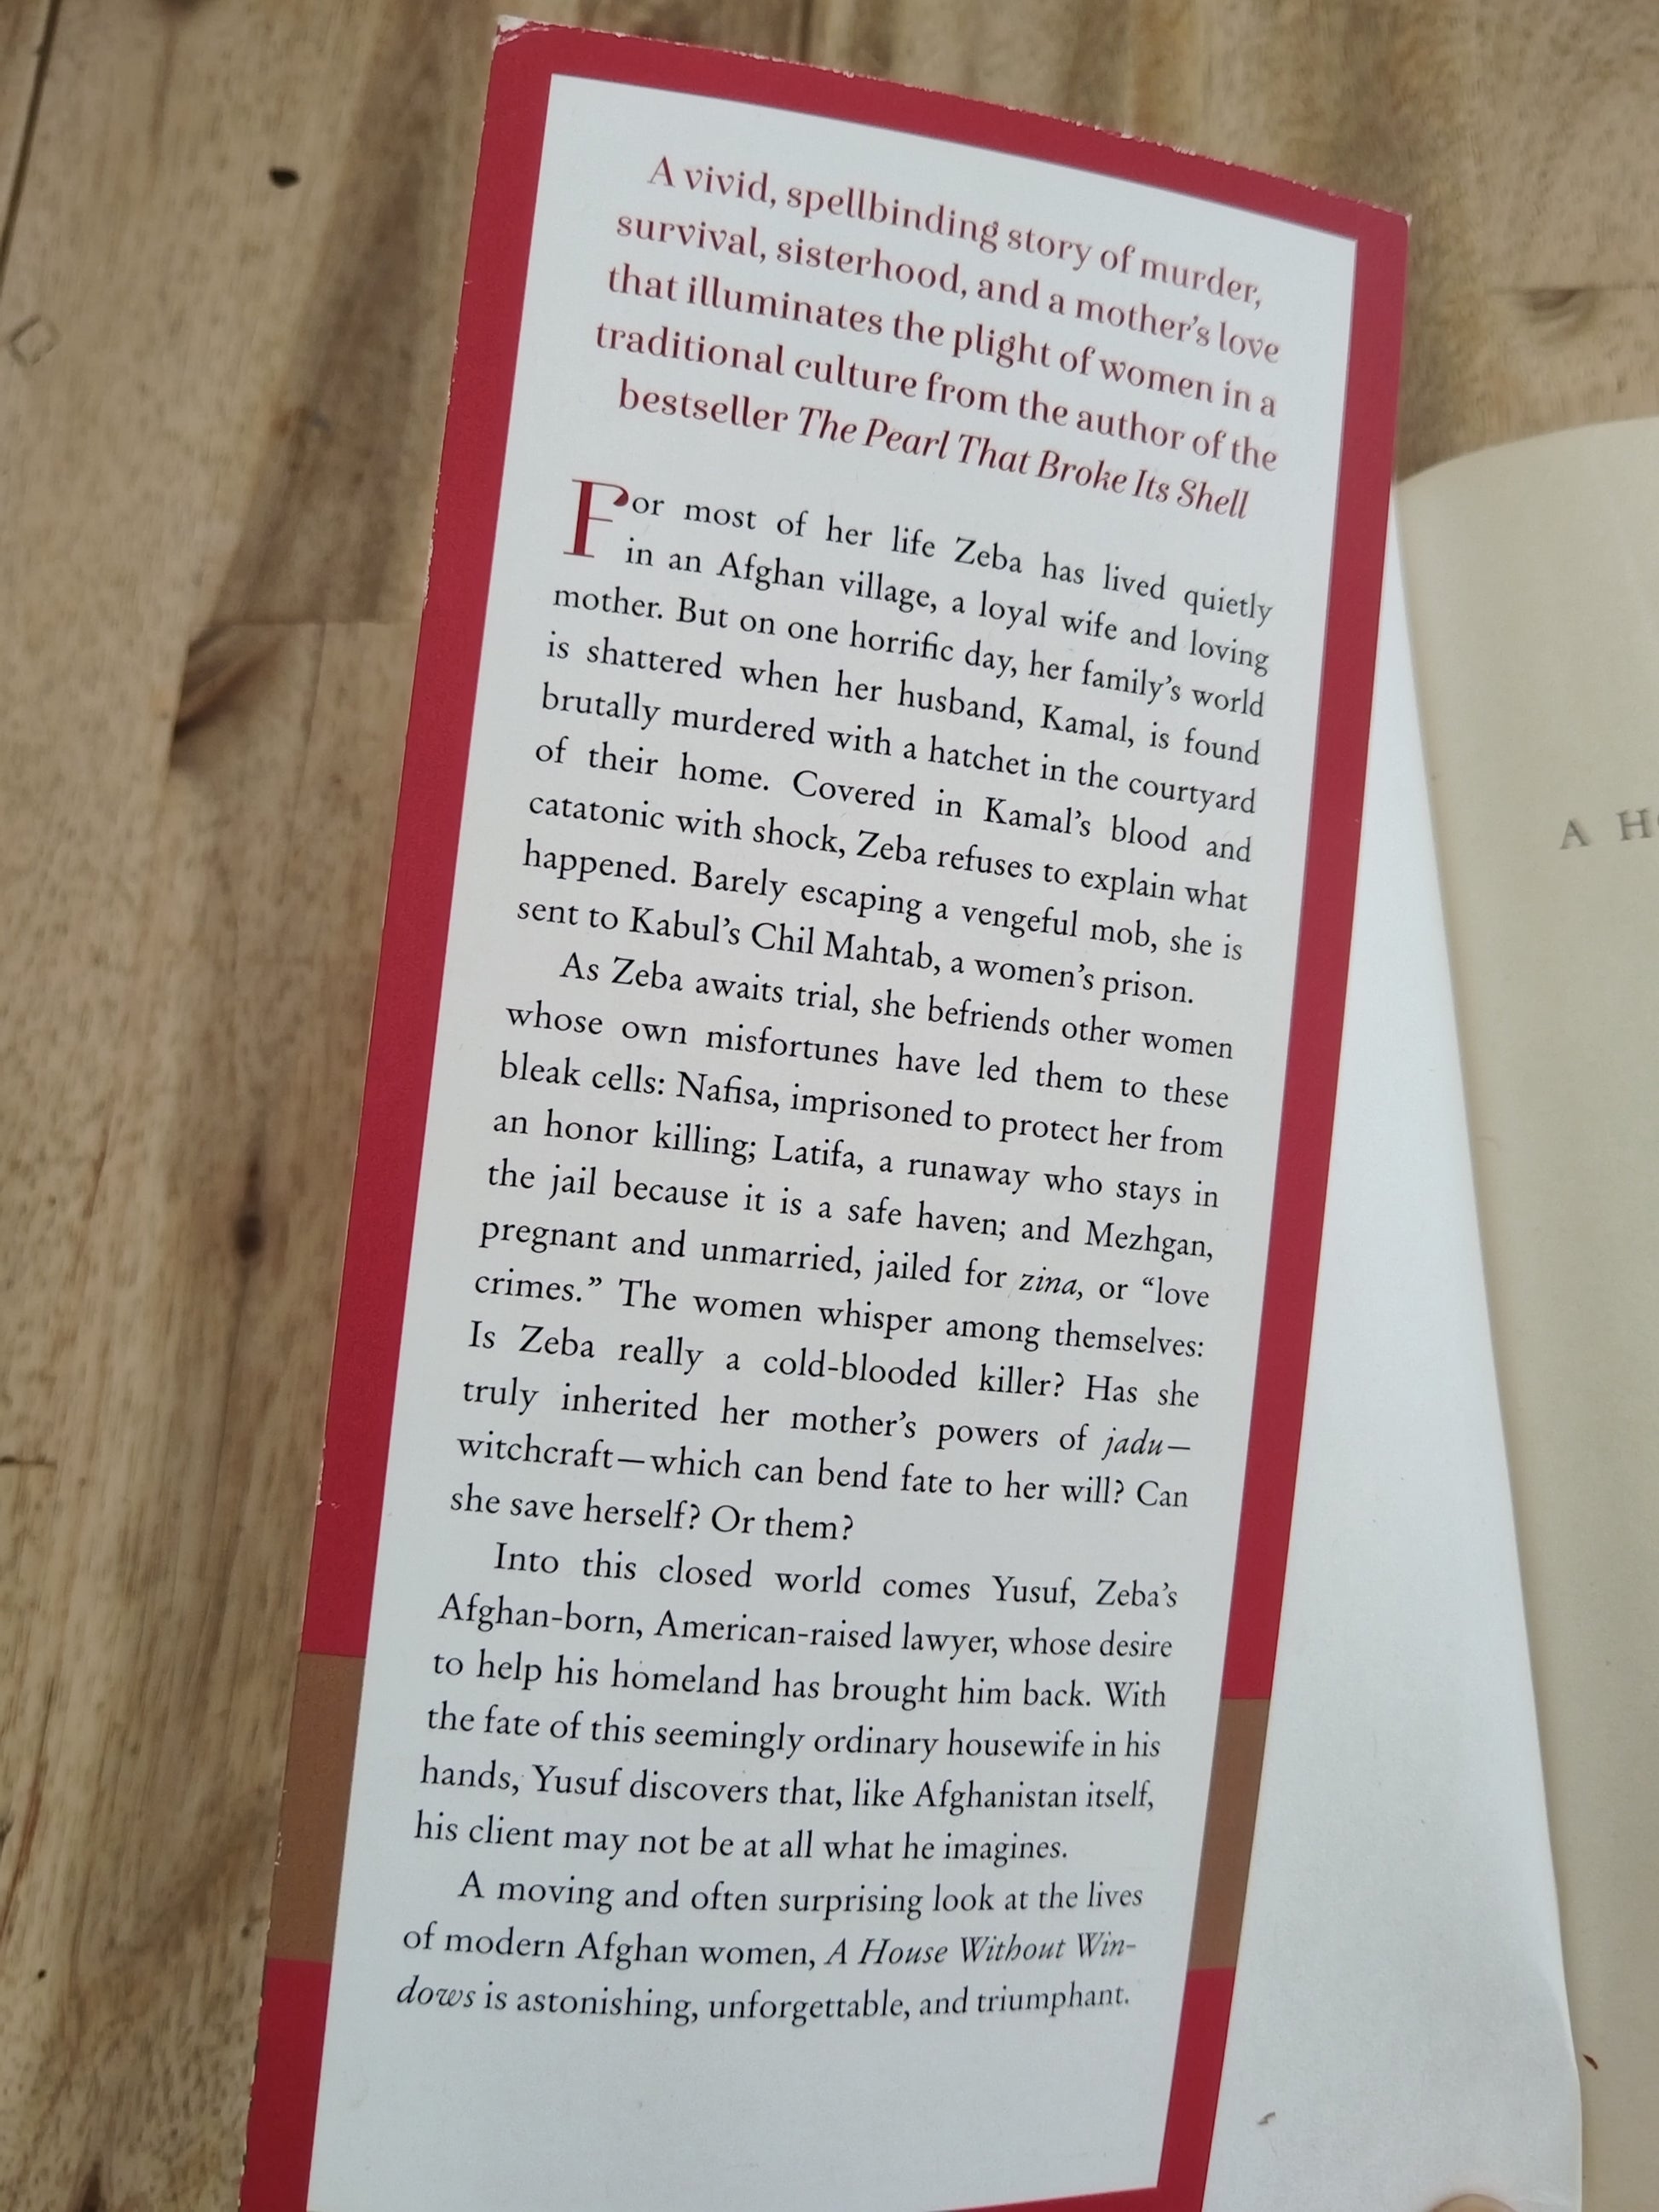 A vivid, spellbinding story of murder,
survival, sisterhood, and a mother's love
that illuminates the plight of women in a
traditional culture from the author of the
bestseller The Pearl That Broke Its Shell
For most of her life Zeba has lived quietly
in an Afghan village, a loyal wife and loving
mother. But on one horrific day, her family's world
is shattered when her husband, Kamal, is found
brutally murdered with a hatchet in the courtyard
of their home. Covered in Kamal's blood and
catatonic with shock, Zeba refuses to explain what
happened. Barely escaping a vengeful mob, she is
sent to Kabul's Chil Mahtab, a women's prison.
As Zeba awaits trial, she befriends other women
whose own misfortunes have led them to these
bleak cells: Nafisa, imprisoned to protect her from
an honor killing; Latifa, a runaway who stays in
the jail because it is a safe haven; and Mezhgan,
pregnant and unmarried, jailed for zina, or “love
crimes.” The women whisper among themselves:
Is Zeba really a cold-blooded killer? Has she
truly inherited her mother's powers of jadu—
witchcraft—which can bend fate to her will? Can
she save herself? Or them?
Into this closed world comes Yusuf, Zeba's
Afghan-born, American-raised lawyer, whose desire
to help his homeland has brought him back. With
the fate of this seemingly ordinary housewife in his
hands, Yusuf discovers that, like Afghanistan itself,
his client may not be at all what he imagines.
A moving and often surprising look at the lives
of modern Afghan women, A House Without Win-
dows is astonishing, unforgettable, and triumphant.
A